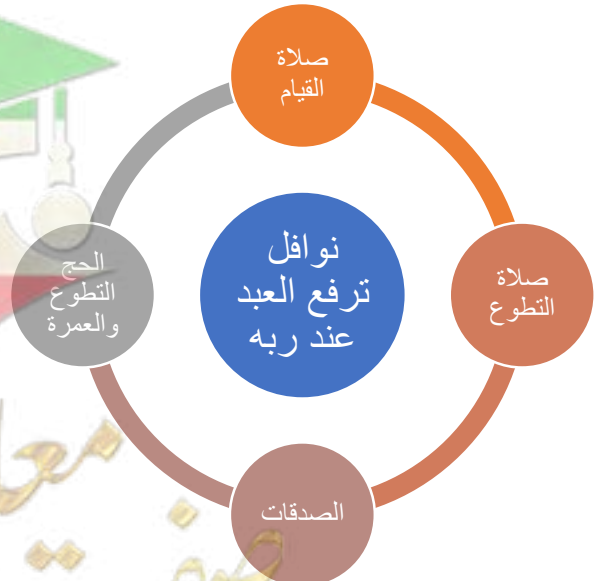 صلاة
القيام
نوافل
ترفع العبد
عند ربه
صلاة
التطوع
الصدقات
الحج
التطوع
والعمرة